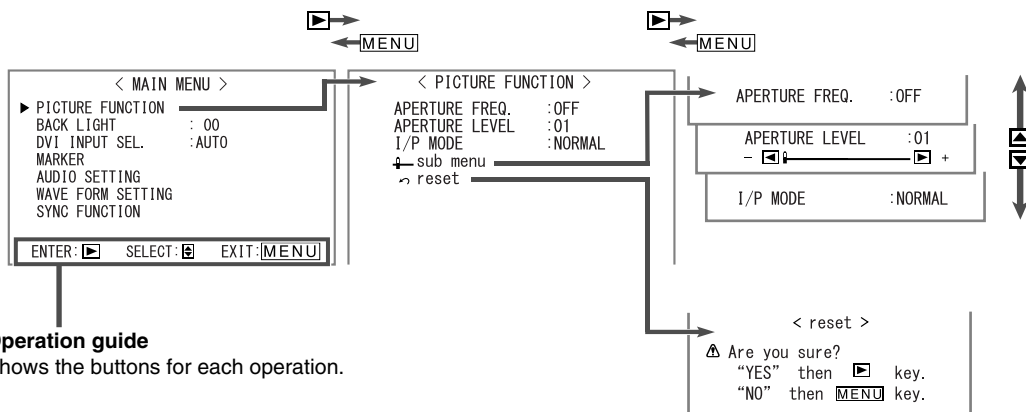 ▶→ ▶→
←MENU ←MENU
< MAIN MENU >
▶ PICTURE FUNCTION
BACK LIGHT : 00
DVI INPUT SEL. :AUTO
MARKER
AUDIO SETTING
WAVE FORM SETTING
SYNC FUNCTION
ENTER:▶ SELECT: EXIT:MENU
< PICTURE FUNCTION >
APERTURE FREQ. :OFF
APERTURE LEVEL :01
I/P MODE :NORMAL
sub menu
reset
APERTURE FREQ. :OFF
APERTURE LEVEL :01
− ◀ ▶ +
I/P MODE :NORMAL
▲
▼
peration guide
hows the buttons for each operation.
< reset >
⚠ Are you sure?
“YES” then ▶ key.
“NO” then MENU key.